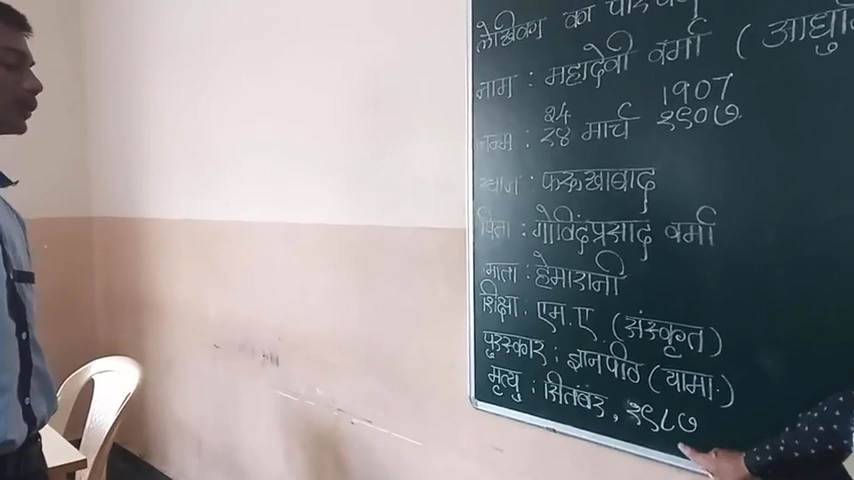 लेखिका का परिचय
नाम : महादेवी वर्मा (आधुनि
24 1907
जन्म : २४ मार्च १९०७
स्थान : फरूखाबाद
पिता : गोविंदप्रसाद वर्मा
माता : हेमारानी
शिक्षा : एम.ए. (संस्कृत)
पुरस्कार : ज्ञानपीठ (यामा)
मृत्यु : सितंबर, १९८७